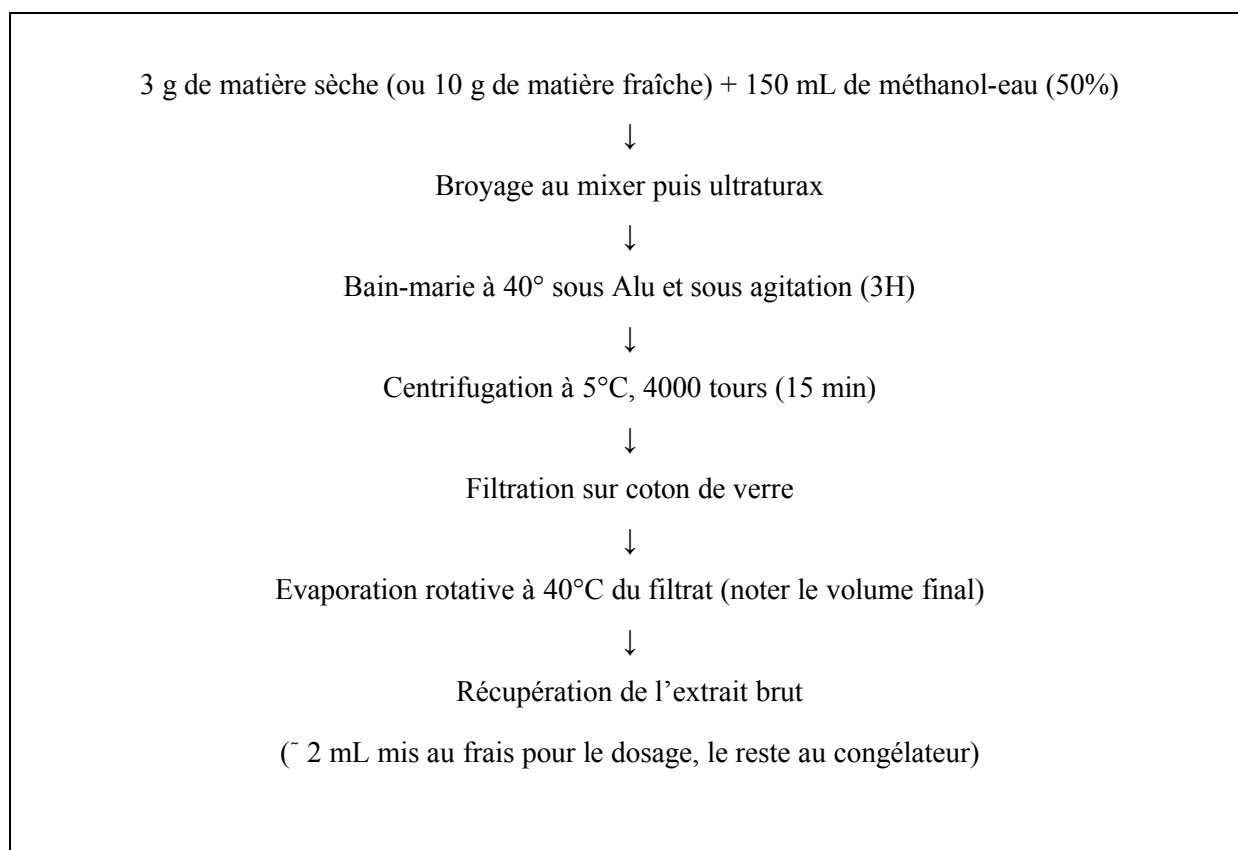 3 g de matière sèche (ou 10 g de matière fraîche) + 150 mL de méthanol-eau (50%)
↓
Broyage au mixer puis ultraturax
↓
Bain-marie à 40° sous Alu et sous agitation (3H)
↓
Centrifugation à 5°C, 4000 tours (15 min)
↓
Filtration sur coton de verre
↓
Evaporation rotative à 40°C du filtrat (noter le volume final)
↓
Récupération de l’extrait brut
(˜ 2 mL mis au frais pour le dosage, le reste au congélateur)